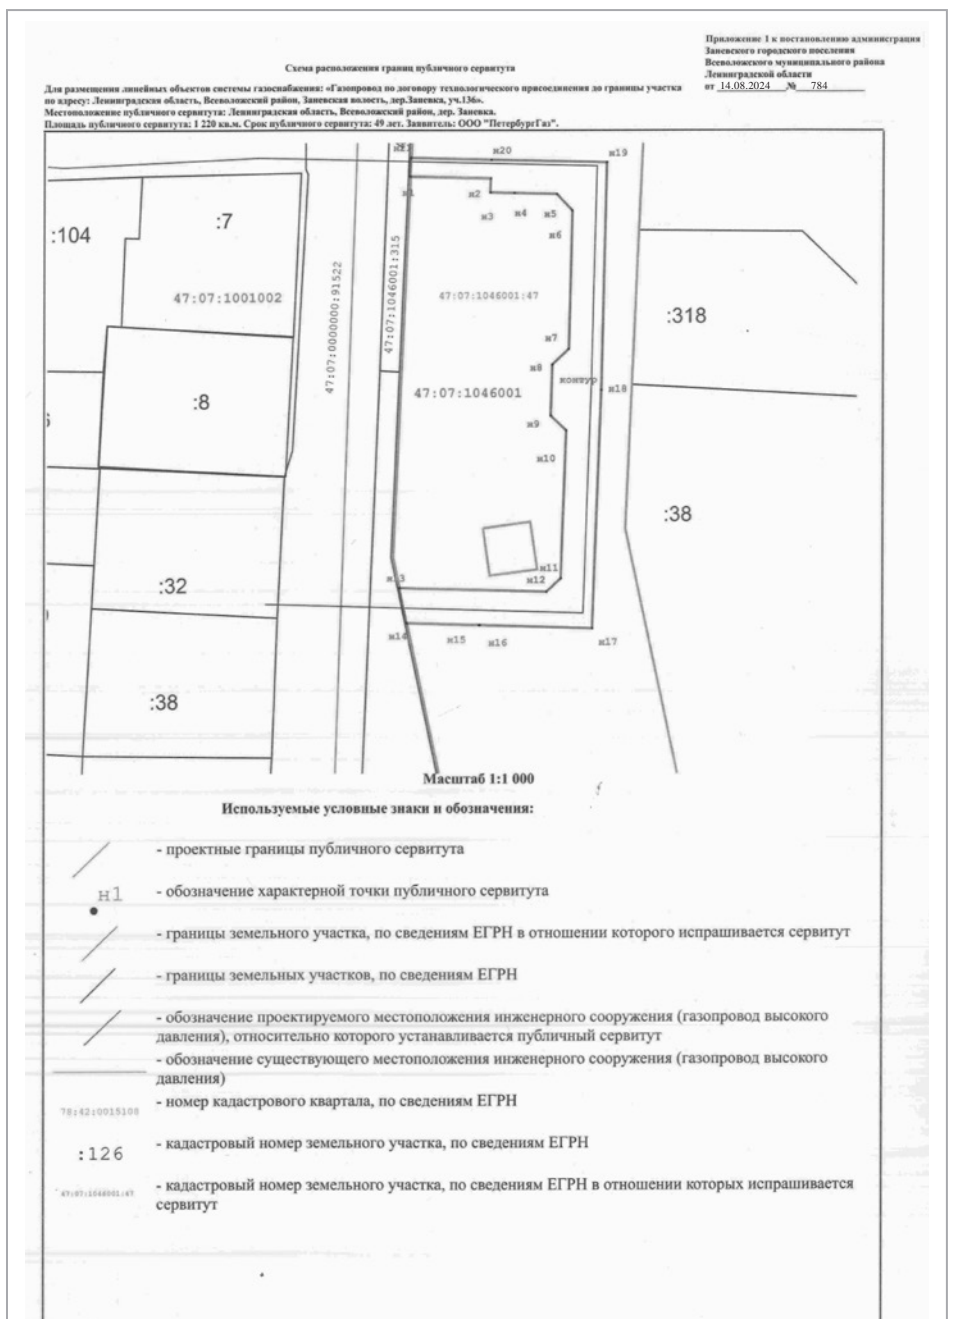 Приложение 1 к постановлению администрация
Заневского городского поселения
Всеволожского муниципального района
Ленинградской области
от 14.08.2024 № 784
Схема расположения границ публичного сервитута
Для размещения линейных объектов системы газоснабжения: «Газопровод по договору технологического присоединения до границы участка
по адресу: Ленинградская область, Всеволожский район, Заневская волость, дер.Заневка, уч.136».
Местоположение публичного сервитута: Ленинградская область, Всеволожский район, дер. Заневка.
Площадь публичного сервитута: 1 220 кв.м. Срок публичного сервитута: 49 лет. Заявитель: ООО "ПетербургГаз".
н20
н19
н1
н2
н3
н4
н5
н6
:104
:7
47:07:1001002
47:07:0000000:91522
47:07:1046001:315
47:07:1046001:47
:318
н7
н8
контур
н18
:8
47:07:1046001
н9
н10
:38
н11
н12
:32
н14
н15
н16
н17
:38
Масштаб 1:1 000
Используемые условные знаки и обозначения:
- проектные границы публичного сервитута
н1
- обозначение характерной точки публичного сервитута
- границы земельного участка, по сведениям ЕГРН в отношении которого испрашивается сервитут
- границы земельных участков, по сведениям ЕГРН
- обозначение проектируемого местоположения инженерного сооружения (газопровод высокого
давления), относительно которого устанавливается публичный сервитут
- обозначение существующего местоположения инженерного сооружения (газопровод высокого
давления)
78:42:0015108
- номер кадастрового квартала, по сведениям ЕГРН
:126
- кадастровый номер земельного участка, по сведениям ЕГРН
47:07:1046001:47
- кадастровый номер земельного участка, по сведениям ЕГРН в отношении которых испрашивается
сервитут